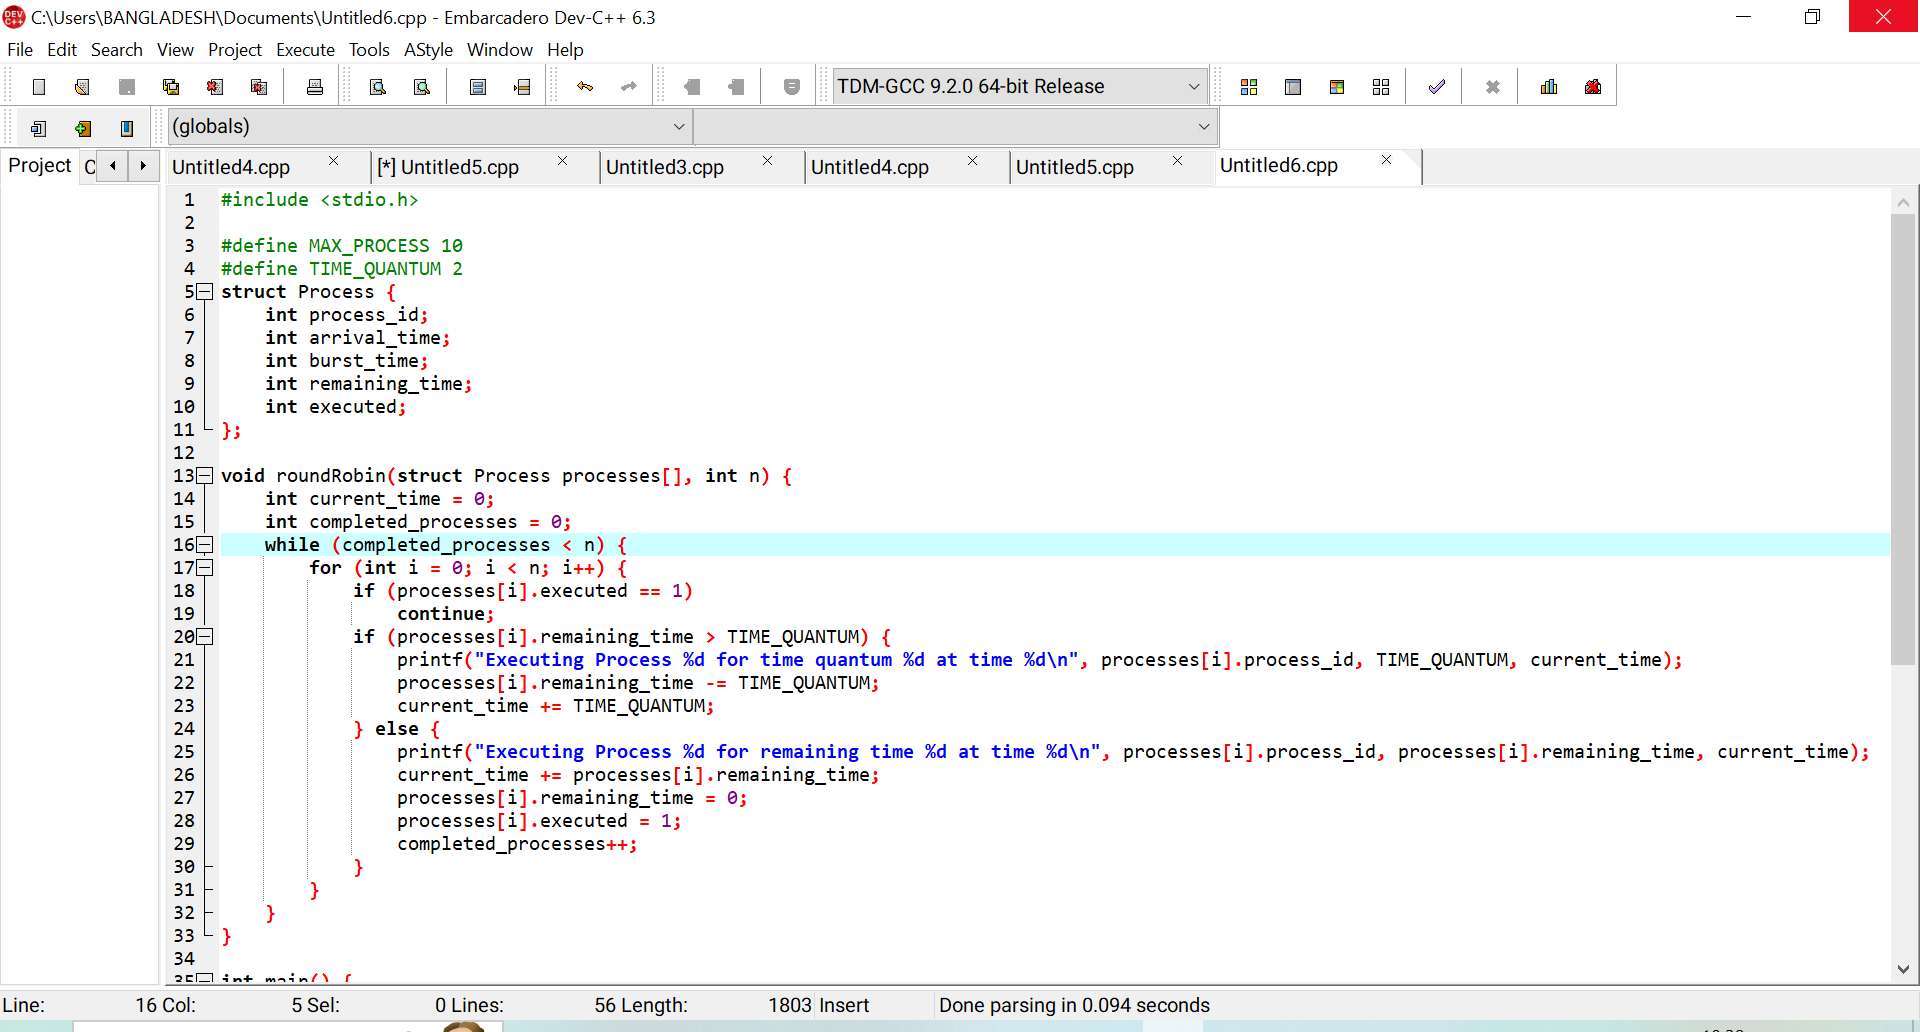 C:\Users\BANGLADESH\Documents\Untitled6.cpp - Embarcadero Dev-C++ 6.3
File Edit Search View Project Execute Tools AStyle Window Help
TDM-GCC 9.2.0 64-bit Release
(globals)
Project
Untitled4.cpp [*] Untitled5.cpp Untitled3.cpp Untitled4.cpp Untitled5.cpp Untitled6.cpp
1 #include <stdio.h>
2
3 #define MAX_PROCESS 10
4 #define TIME_QUANTUM 2
5 struct Process {
6     int process_id;
7     int arrival_time;
8     int burst_time;
9     int remaining_time;
10     int executed;
11 };
12
13 void roundRobin(struct Process processes[], int n) {
14     int current_time = 0;
15     int completed_processes = 0;
16     while (completed_processes < n) {
17         for (int i = 0; i < n; i++) {
18             if (processes[i].executed == 1)
19                 continue;
20             if (processes[i].remaining_time > TIME_QUANTUM) {
21                 printf("Executing Process %d for time quantum %d at time %d\n", processes[i].process_id, TIME_QUANTUM, current_time);
22                 processes[i].remaining_time -= TIME_QUANTUM;
23                 current_time += TIME_QUANTUM;
24             } else {
25                 printf("Executing Process %d for remaining time %d at time %d\n", processes[i].process_id, processes[i].remaining_time, current_time);
26                 current_time += processes[i].remaining_time;
27                 processes[i].remaining_time = 0;
28                 processes[i].executed = 1;
29                 completed_processes++;
30             }
31         }
32     }
33 }
34
35 int main() {
Line: 16 Col: 5 Sel: 0 Lines: 56 Length: 1803 Insert Done parsing in 0.094 seconds